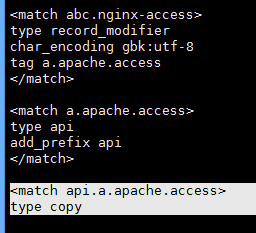 <match abc.nginx-access>
type record_modifier
char_encoding gbk:utf-8
tag a.apache.access
</match>
<match a.apache.access>
type api
add_prefix api
</match>
<match api.a.apache.access>
type copy